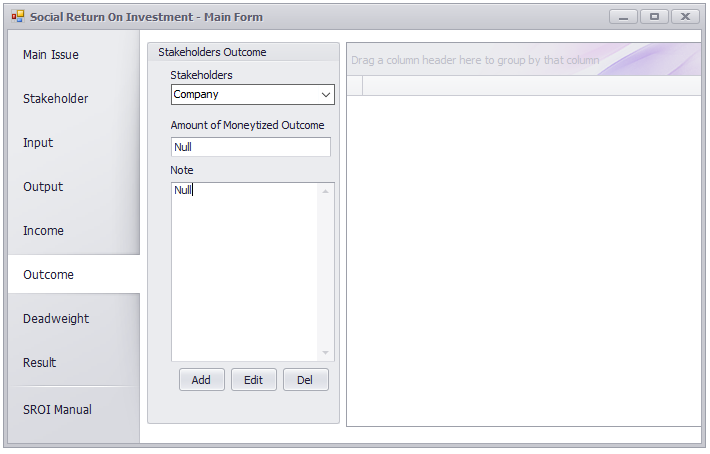 Social Return On Investment - Main Form
Main Issue
Stakeholder
Input
Output
Income
Outcome
Deadweight
Result
SROI Manual
Stakeholders Outcome
Stakeholders
Company
Amount of Moneytized Outcome
Null
Note
Null
Add Edit Del
Drag a column header here to group by that column